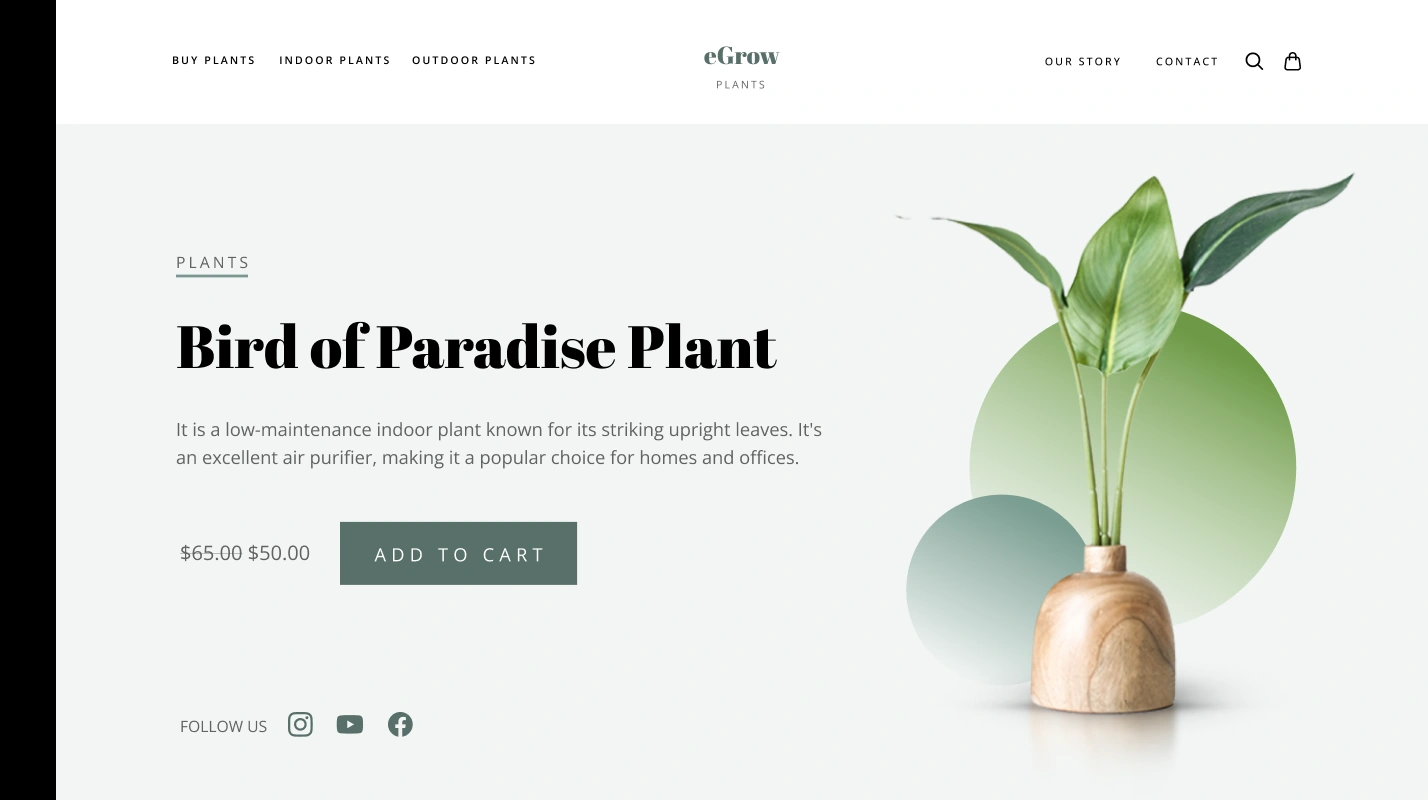 BUY PLANTS INDOOR PLANTS OUTDOOR PLANTS
eGrow
PLANTS
OUR STORY CONTACT
PLANTS
Bird of Paradise Plant
It is a low-maintenance indoor plant known for its striking upright leaves. It's
an excellent air purifier, making it a popular choice for homes and offices.
$65.00 $50.00
ADD TO CART
FOLLOW US